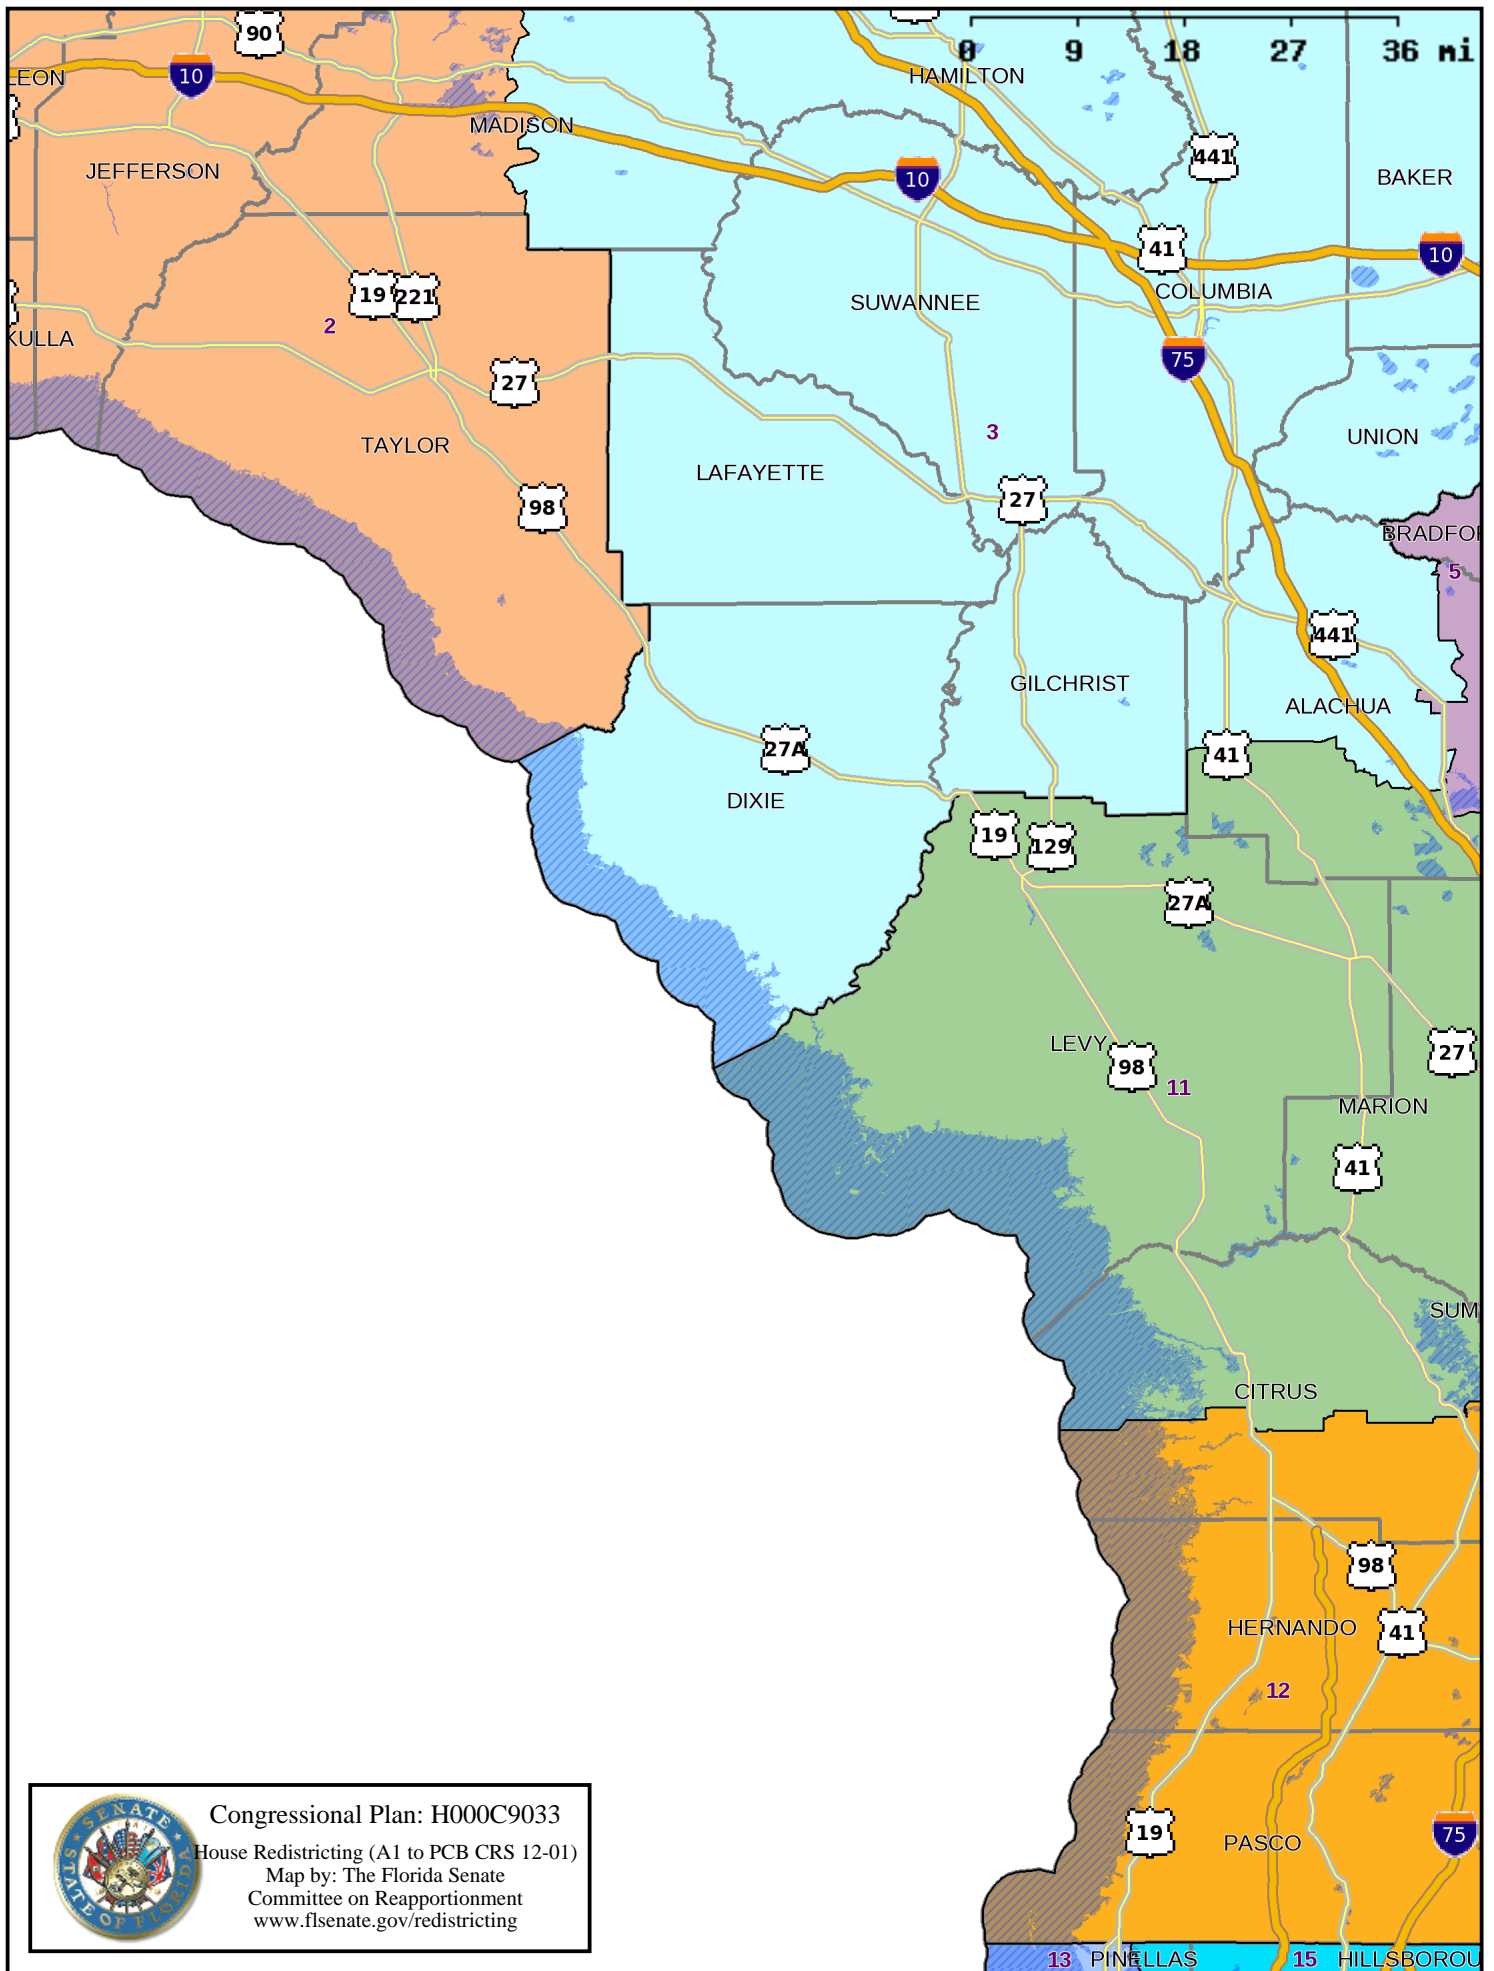 90
0 9 18 27 36 mi
LEON
10
HAMILTON
MADISON
441
JEFFERSON
10
BAKER
41
10
19 221
SUWANNEE
COLUMBIA
2
KULLA
75
27
3
UNION
TAYLOR
LAFAYETTE
27
98
BRADFOR
5
441
GILCHRIST
ALACHUA
27A
41
DIXIE
19 129
27A
LEVY
98
27
11
MARION
41
SUM
CITRUS
98
HERNANDO
41
12
19
PASCO
75
SENATE
STATE OF FLORIDA
Congressional Plan: H000C9033
House Redistricting (A1 to PCB CRS 12-01)
Map by: The Florida Senate
Committee on Reapportionment
www.flsenate.gov/redistricting
13 PINELLAS 15 HILLSBOROU